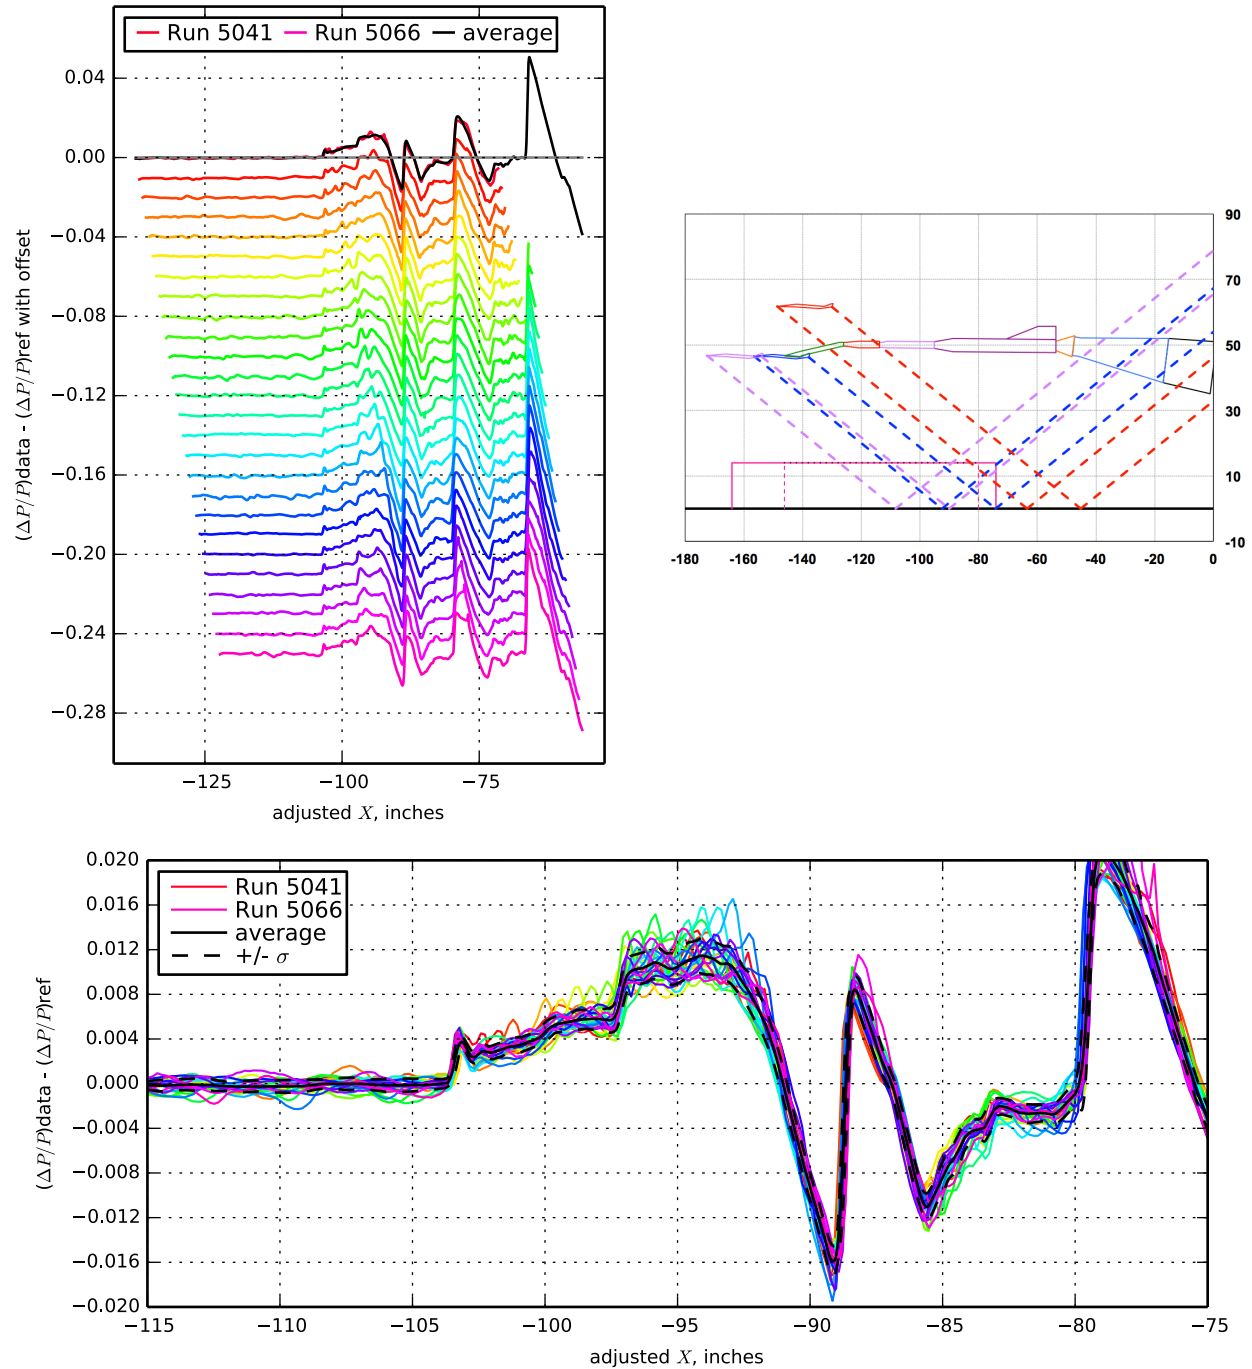 Run 5041 Run 5066 average
0.04
0.00
−0.04
−0.08
−0.12
−0.16
−0.20
−0.24
−0.28
(ΔP/P)data - (ΔP/P)ref with offset
−125 −100 −75
adjusted X, inches
90
70
50
30
10
-10
-180 -160 -140 -120 -100 -80 -60 -40 -20 0
0.020
0.016
0.012
0.008
0.004
0.000
−0.004
−0.008
−0.012
−0.016
−0.020
(ΔP/P)data - (ΔP/P)ref
Run 5041
Run 5066
average
+/- σ
−115 −110 −105 −100 −95 −90 −85 −80 −75
adjusted X, inches